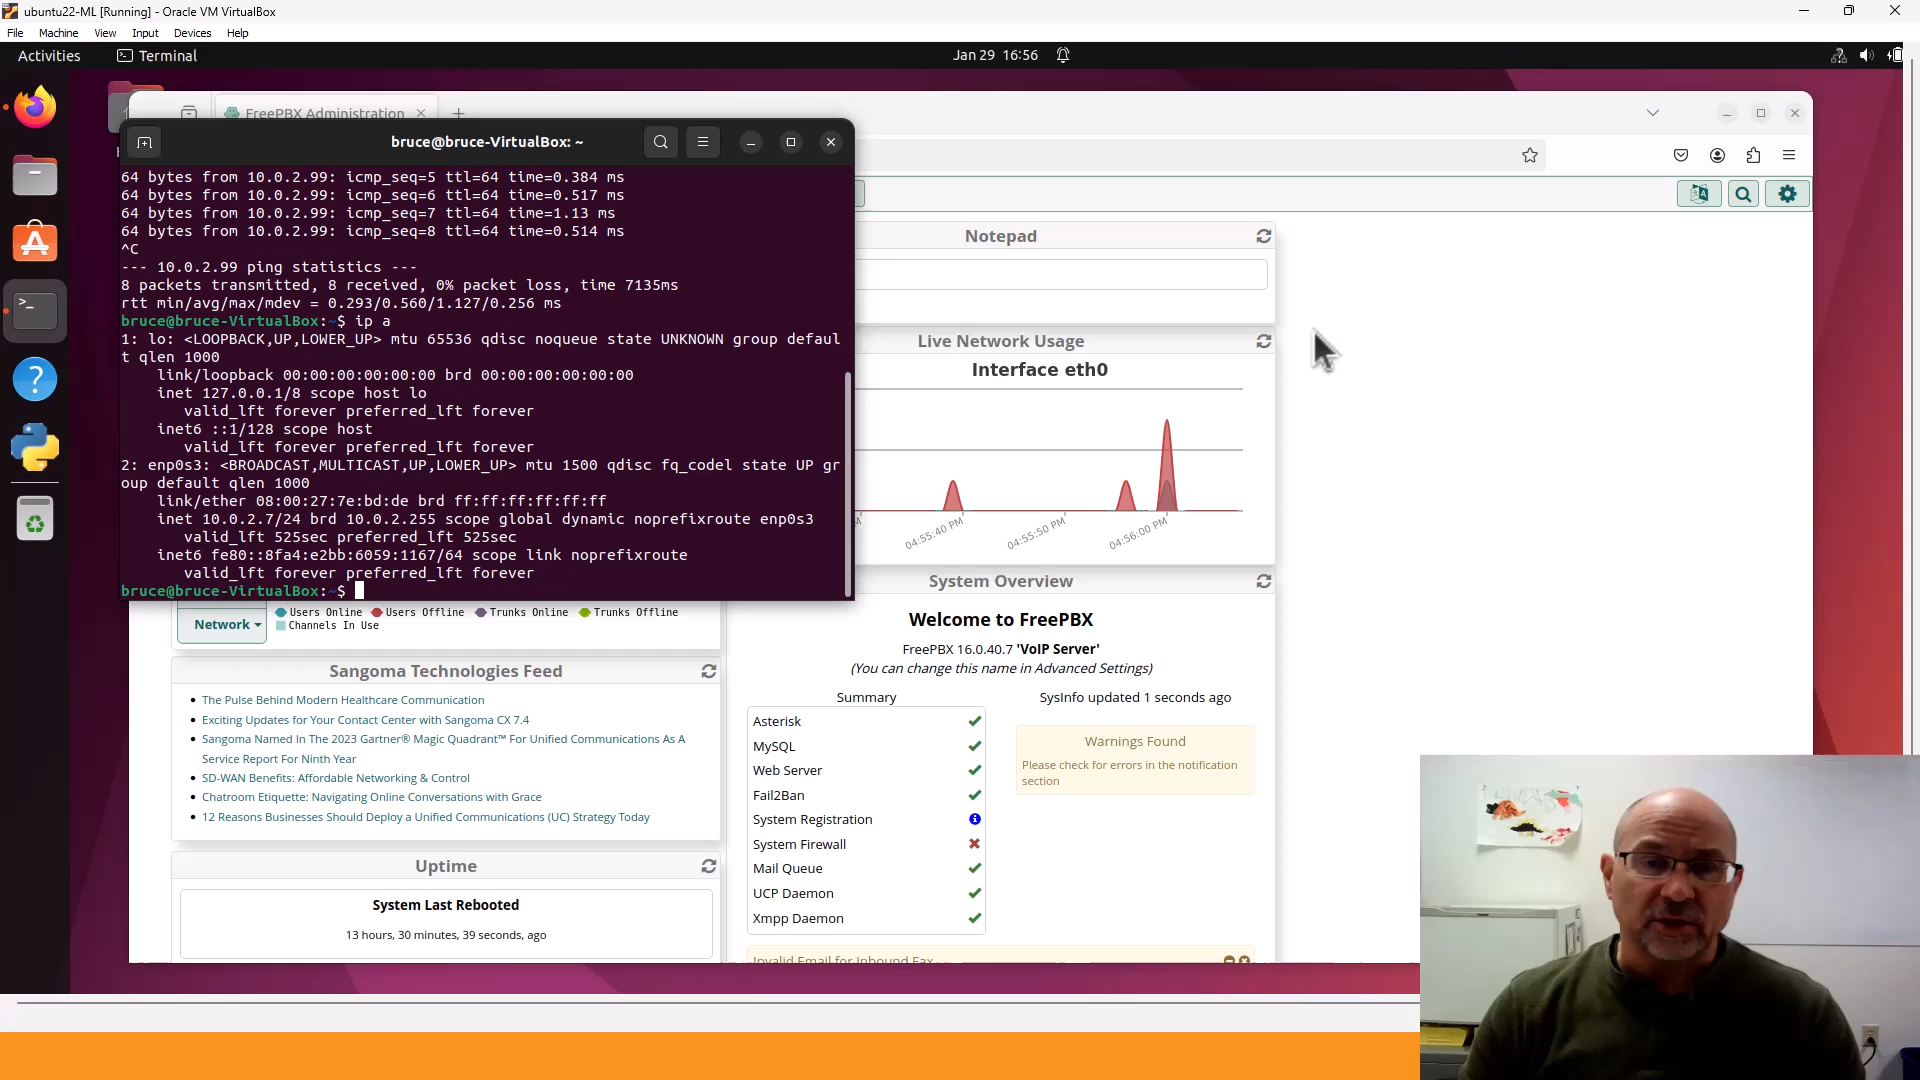 ubuntu22-ML [Running] - Oracle VM VirtualBox
File Machine View Input Devices Help
Activities Terminal Jan 29 16:56
FreePBX Administration
bruce@bruce-VirtualBox: ~
64 bytes from 10.0.2.99: icmp_seq=5 ttl=64 time=0.384 ms
64 bytes from 10.0.2.99: icmp_seq=6 ttl=64 time=0.517 ms
64 bytes from 10.0.2.99: icmp_seq=7 ttl=64 time=1.13 ms
64 bytes from 10.0.2.99: icmp_seq=8 ttl=64 time=0.514 ms
^C
--- 10.0.2.99 ping statistics ---
8 packets transmitted, 8 received, 0% packet loss, time 7135ms
rtt min/avg/max/mdev = 0.293/0.560/1.127/0.256 ms
bruce@bruce-VirtualBox:~$ ip a
1: lo: <LOOPBACK,UP,LOWER_UP> mtu 65536 qdisc noqueue state UNKNOWN group defaul
t qlen 1000
link/loopback 00:00:00:00:00:00 brd 00:00:00:00:00:00
inet 127.0.0.1/8 scope host lo
valid_lft forever preferred_lft forever
inet6 ::1/128 scope host
valid_lft forever preferred_lft forever
2: enp0s3: <BROADCAST,MULTICAST,UP,LOWER_UP> mtu 1500 qdisc fq_codel state UP gr
oup default qlen 1000
link/ether 08:00:27:7e:bd:de brd ff:ff:ff:ff:ff:ff
inet 10.0.2.7/24 brd 10.0.2.255 scope global dynamic noprefixroute enp0s3
valid_lft 525sec preferred_lft 525sec
inet6 fe80::8fa4:e2bb:6059:1167/64 scope link noprefixroute
valid_lft forever preferred_lft forever
bruce@bruce-VirtualBox:~$
Notepad
Live Network Usage
Interface eth0
04:55:40 PM
04:55:50 PM
04:56:00 PM
Network
Users Online Users Offline Trunks Online Trunks Offline
Channels In Use
Sangoma Technologies Feed
The Pulse Behind Modern Healthcare Communication
Exciting Updates for Your Contact Center with Sangoma CX 7.4
Sangoma Named In The 2023 Gartner® Magic Quadrant™ For Unified Communications As A
Service Report For Ninth Year
SD-WAN Benefits: Affordable Networking & Control
Chatroom Etiquette: Navigating Online Conversations with Grace
12 Reasons Businesses Should Deploy a Unified Communications (UC) Strategy Today
Uptime
System Last Rebooted
13 hours, 30 minutes, 39 seconds, ago
System Overview
Welcome to FreePBX
FreePBX 16.0.40.7 'VoIP Server'
(You can change this name in Advanced Settings)
Summary
SysInfo updated 1 seconds ago
Asterisk
MySQL
Web Server
Fail2Ban
System Registration
System Firewall
Mail Queue
UCP Daemon
Xmpp Daemon
Warnings Found
Please check for errors in the notification
section
Invalid Email for Inbound Fax